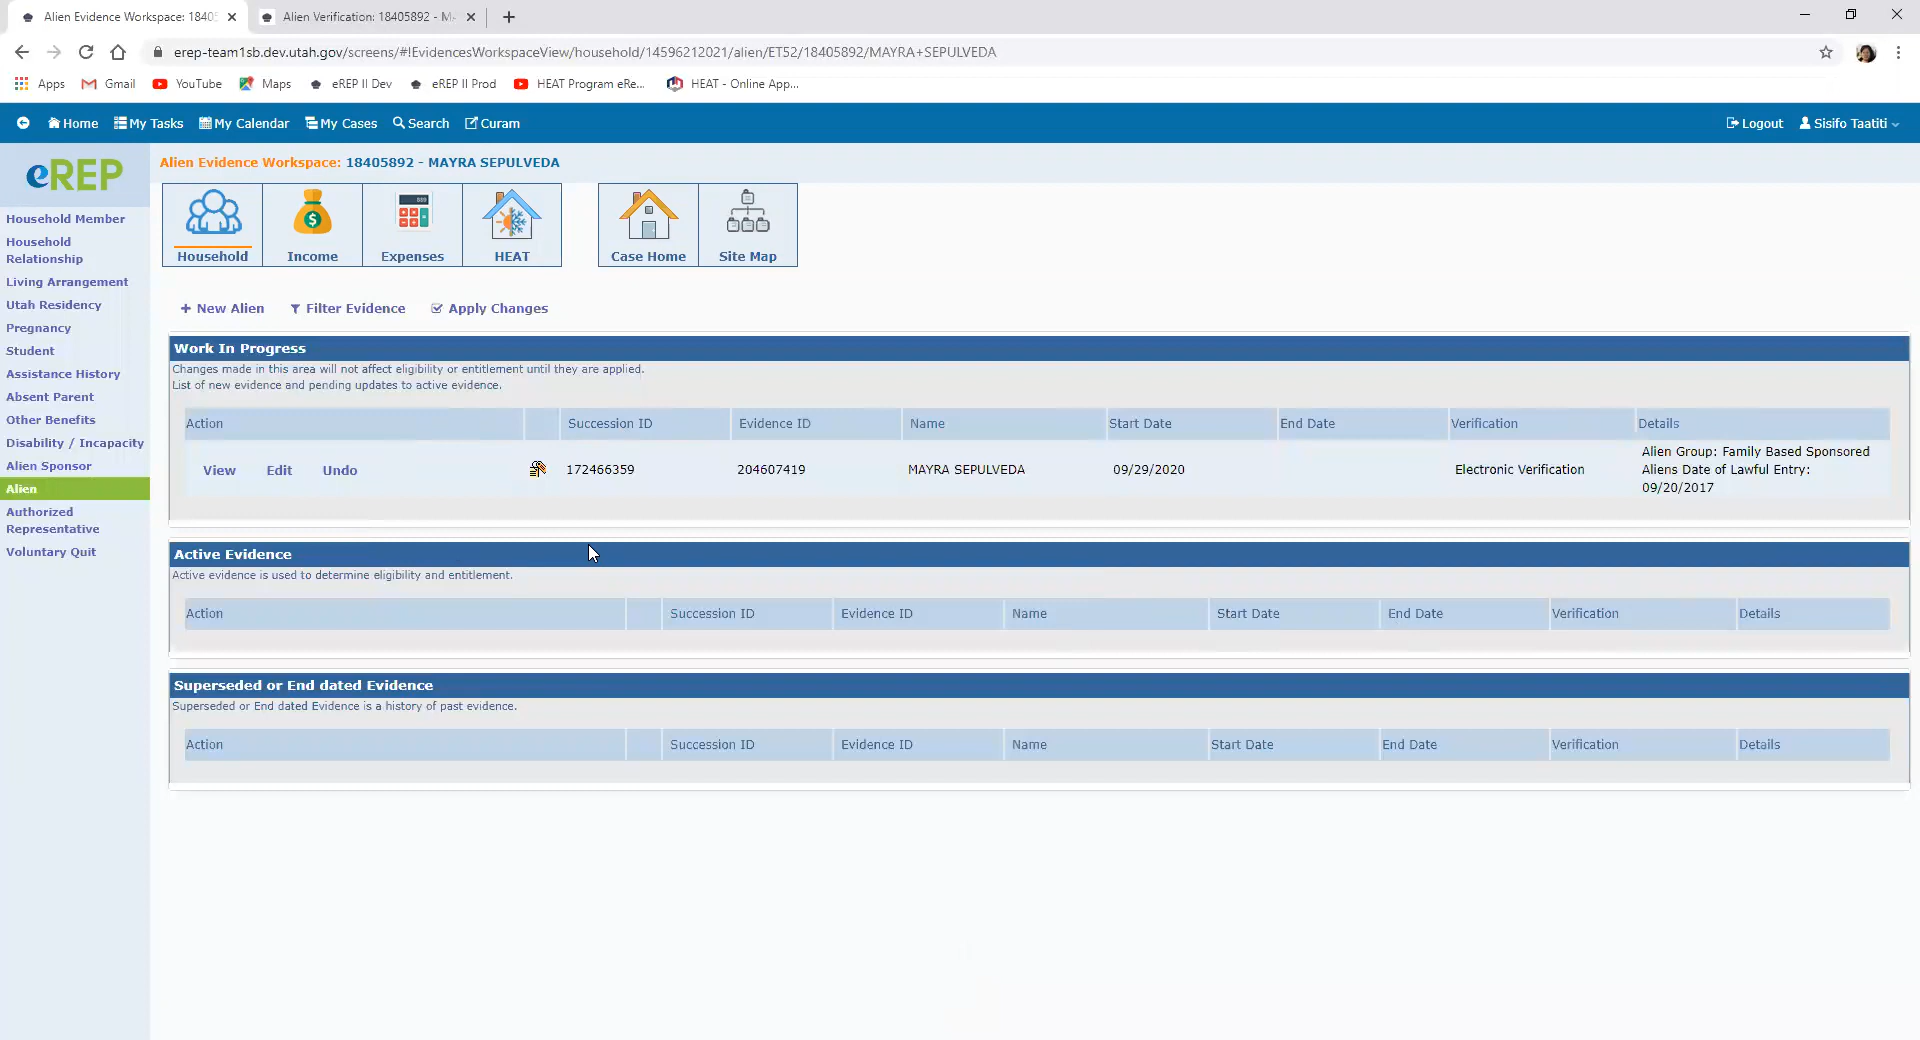 Alien Evidence Workspace: 1840
Alien Verification: 18405892 - M
erep-team1sb.dev.utah.gov/screens/#!EvidencesWorkspaceView/household/14596212021/alien/ET52/18405892/MAYRA+SEPULVEDA
Apps Gmail YouTube Maps eREP II Dev eREP II Prod HEAT Program eRe... HEAT - Online App...
Home My Tasks My Calendar My Cases Search Curam Logout Sisifo Taatiti
eREP
Alien Evidence Workspace: 18405892 - MAYRA SEPULVEDA
Household Income Expenses HEAT Case Home Site Map
Household Member
Household
Relationship
Living Arrangement
Utah Residency
Pregnancy
Student
Assistance History
Absent Parent
Other Benefits
Disability / Incapacity
Alien Sponsor
Alien
Authorized
Representative
Voluntary Quit
+ New Alien Filter Evidence Apply Changes
Work In Progress
Changes made in this area will not affect eligibility or entitlement until they are applied.
List of new evidence and pending updates to active evidence.
Action Succession ID Evidence ID Name Start Date End Date Verification Details
View Edit Undo 172466359 204607419 MAYRA SEPULVEDA 09/29/2020 Electronic Verification Alien Group: Family Based Sponsored
Aliens Date of Lawful Entry:
09/20/2017
Active Evidence
Active evidence is used to determine eligibility and entitlement.
Action Succession ID Evidence ID Name Start Date End Date Verification Details
Superseded or End dated Evidence
Superseded or End dated Evidence is a history of past evidence.
Action Succession ID Evidence ID Name Start Date End Date Verification Details